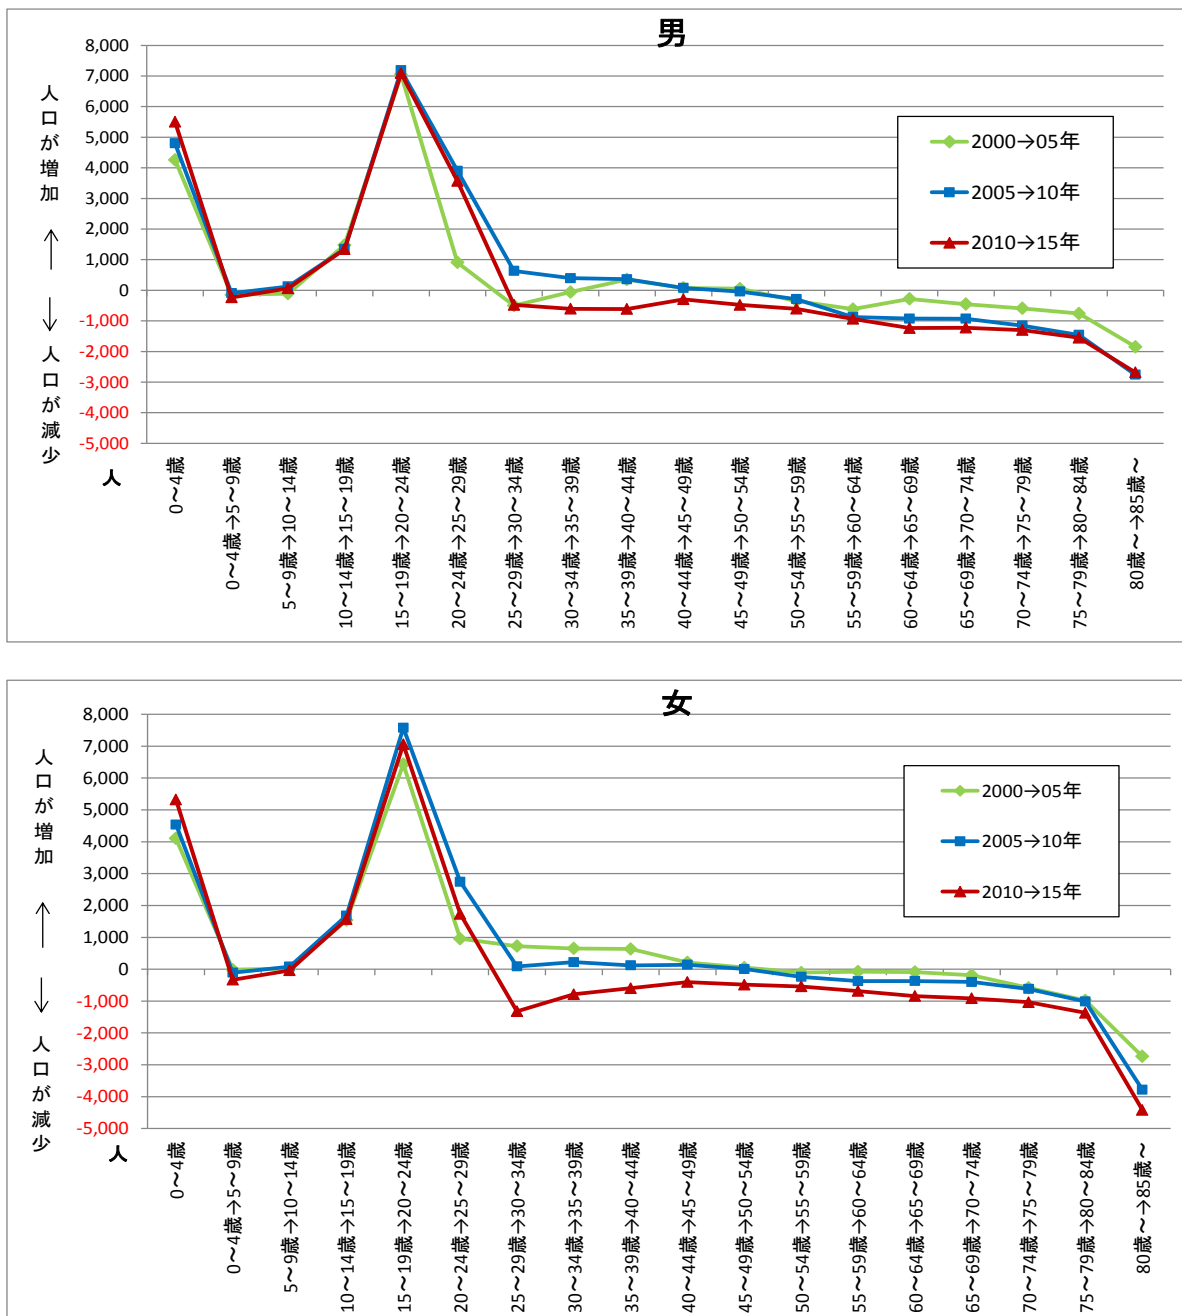 男
8,000
7,000
6,000
5,000
4,000
3,000
2,000
1,000
0
-1,000
-2,000
-3,000
-4,000
-5,000
人口が増加
人口が減少
人
2000→05年
2005→10年
2010→15年
0～4歳
0～4歳→5～9歳
5～9歳→10～14歳
10～14歳→15～19歳
15～19歳→20～24歳
20～24歳→25～29歳
25～29歳→30～34歳
30～34歳→35～39歳
35～39歳→40～44歳
40～44歳→45～49歳
45～49歳→50～54歳
50～54歳→55～59歳
55～59歳→60～64歳
60～64歳→65～69歳
65～69歳→70～74歳
70～74歳→75～79歳
75～79歳→80～84歳
80歳～→85歳～
女
8,000
7,000
6,000
5,000
4,000
3,000
2,000
1,000
0
-1,000
-2,000
-3,000
-4,000
-5,000
人口が増加
人口が減少
人
2000→05年
2005→10年
2010→15年
0～4歳
0～4歳→5～9歳
5～9歳→10～14歳
10～14歳→15～19歳
15～19歳→20～24歳
20～24歳→25～29歳
25～29歳→30～34歳
30～34歳→35～39歳
35～39歳→40～44歳
40～44歳→45～49歳
45～49歳→50～54歳
50～54歳→55～59歳
55～59歳→60～64歳
60～64歳→65～69歳
65～69歳→70～74歳
70～74歳→75～79歳
75～79歳→80～84歳
80歳～→85歳～